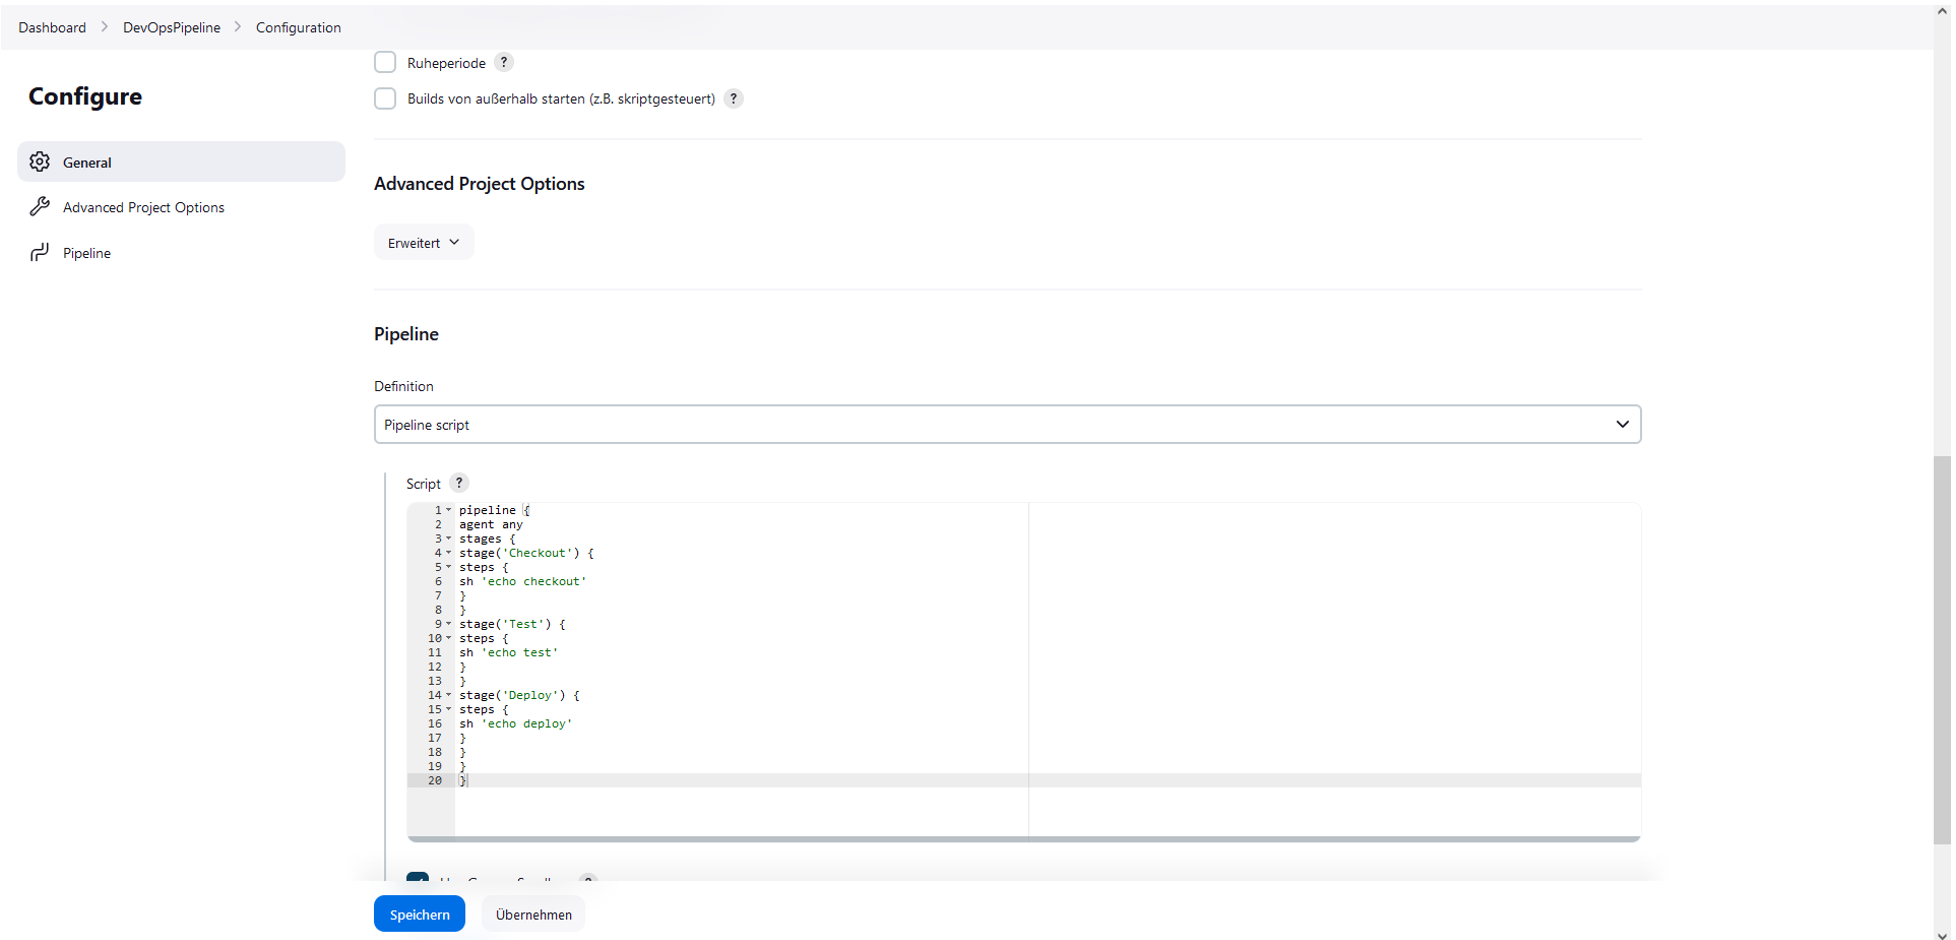 Dashboard > DevOpsPipeline > Configuration
Configure
General
Advanced Project Options
Pipeline
Ruheperiode ?
Builds von außerhalb starten (z.B. skriptgesteuert) ?
Advanced Project Options
Erweitert
Pipeline
Definition
Pipeline script
Script ?
1 pipeline {
2 agent any
3 stages {
4 stage('Checkout') {
5 steps {
6 sh 'echo checkout'
7 }
8 }
9 stage('Test') {
10 steps {
11 sh 'echo test'
12 }
13 }
14 stage('Deploy') {
15 steps {
16 sh 'echo deploy'
17 }
18 }
19 }
20 }
Speichern
Übernehmen